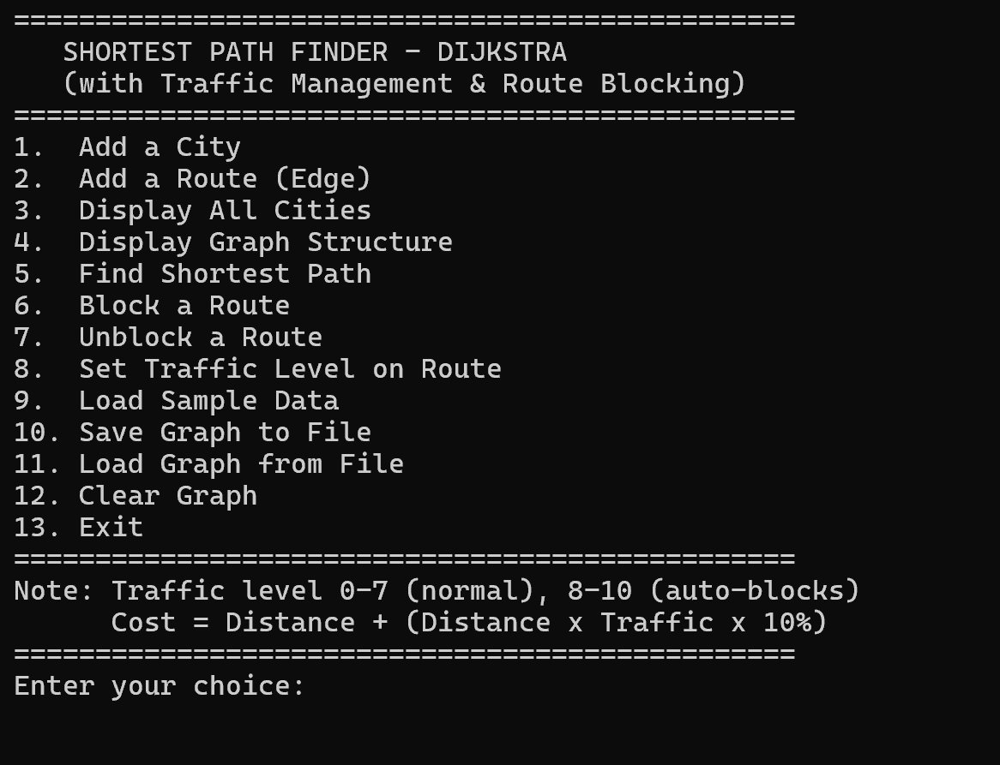 ================================================
SHORTEST PATH FINDER - DIJKSTRA
(with Traffic Management & Route Blocking)
================================================
1.  Add a City
2.  Add a Route (Edge)
3.  Display All Cities
4.  Display Graph Structure
5.  Find Shortest Path
6.  Block a Route
7.  Unblock a Route
8.  Set Traffic Level on Route
9.  Load Sample Data
10. Save Graph to File
11. Load Graph from File
12. Clear Graph
13. Exit
================================================
Note: Traffic level 0-7 (normal), 8-10 (auto-blocks)
Cost = Distance + (Distance x Traffic x 10%)
================================================
Enter your choice: